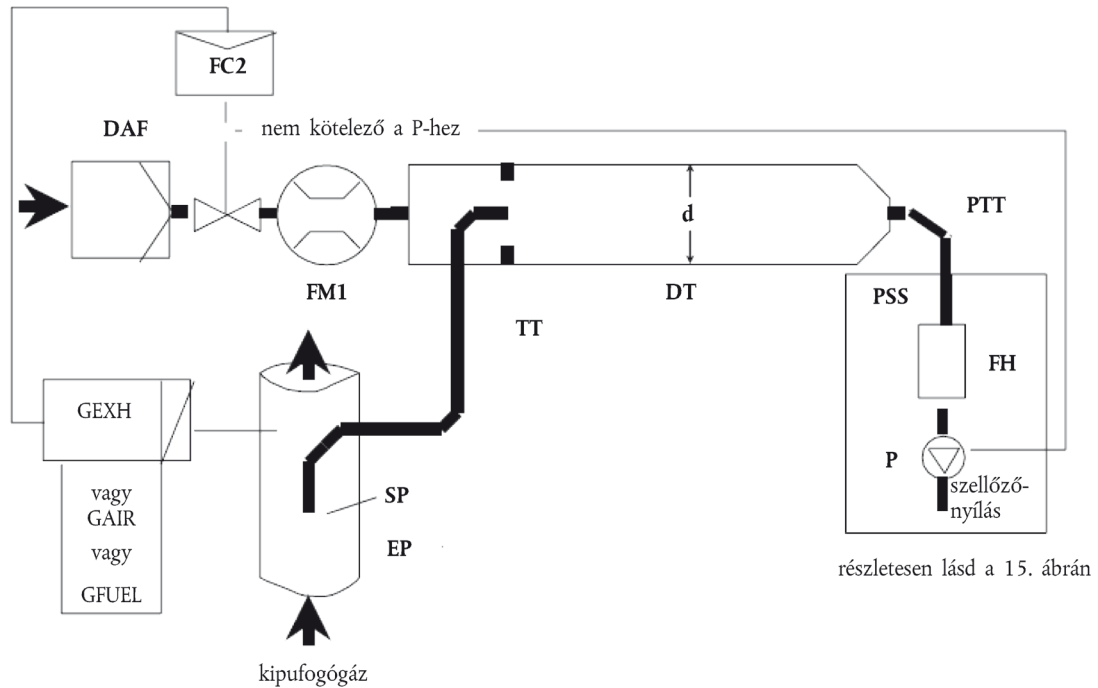 FC2
DAF
nem kötelező a P-hez
d
PTT
FM1
DT
PSS
TT
FH
GEXH
P
vagy
GAIR
vagy
GFUEL
SP
EP
szellőző-
nyílás
részletesen lásd a 15. ábrán
kipufogógáz